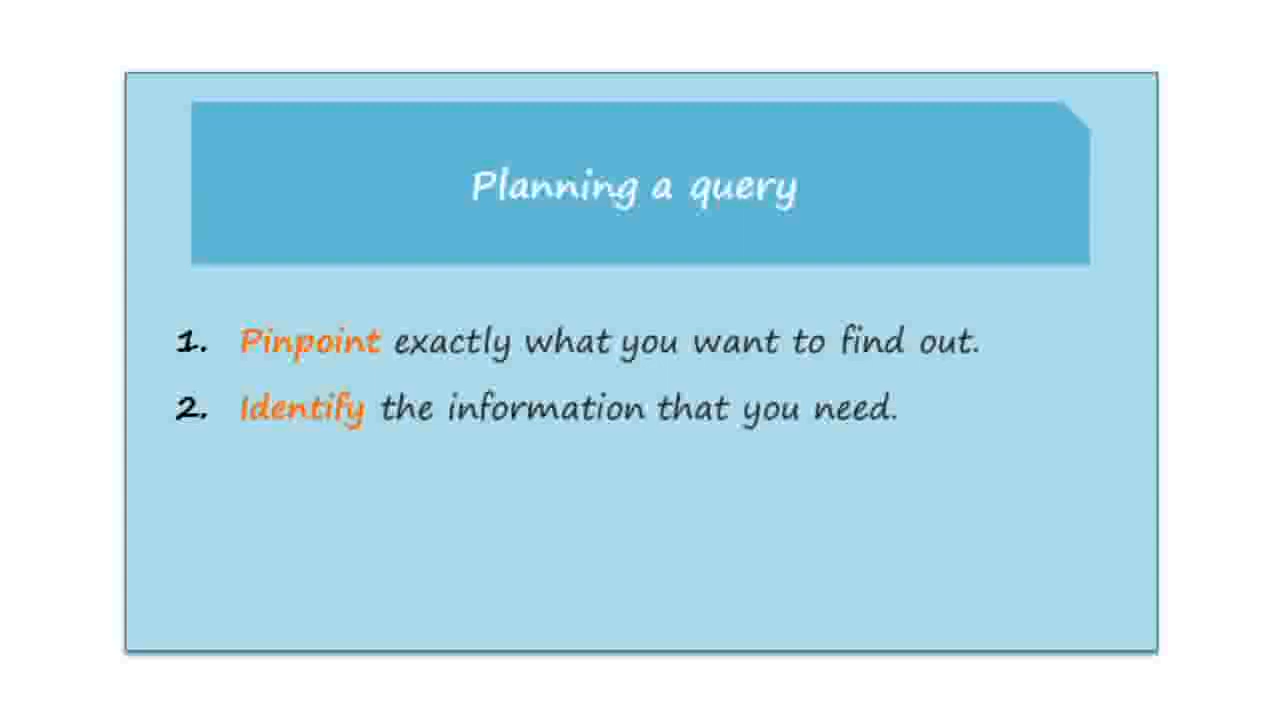 Planning a query
1. Pinpoint exactly what you want to find out.
2. Identify the information that you need.